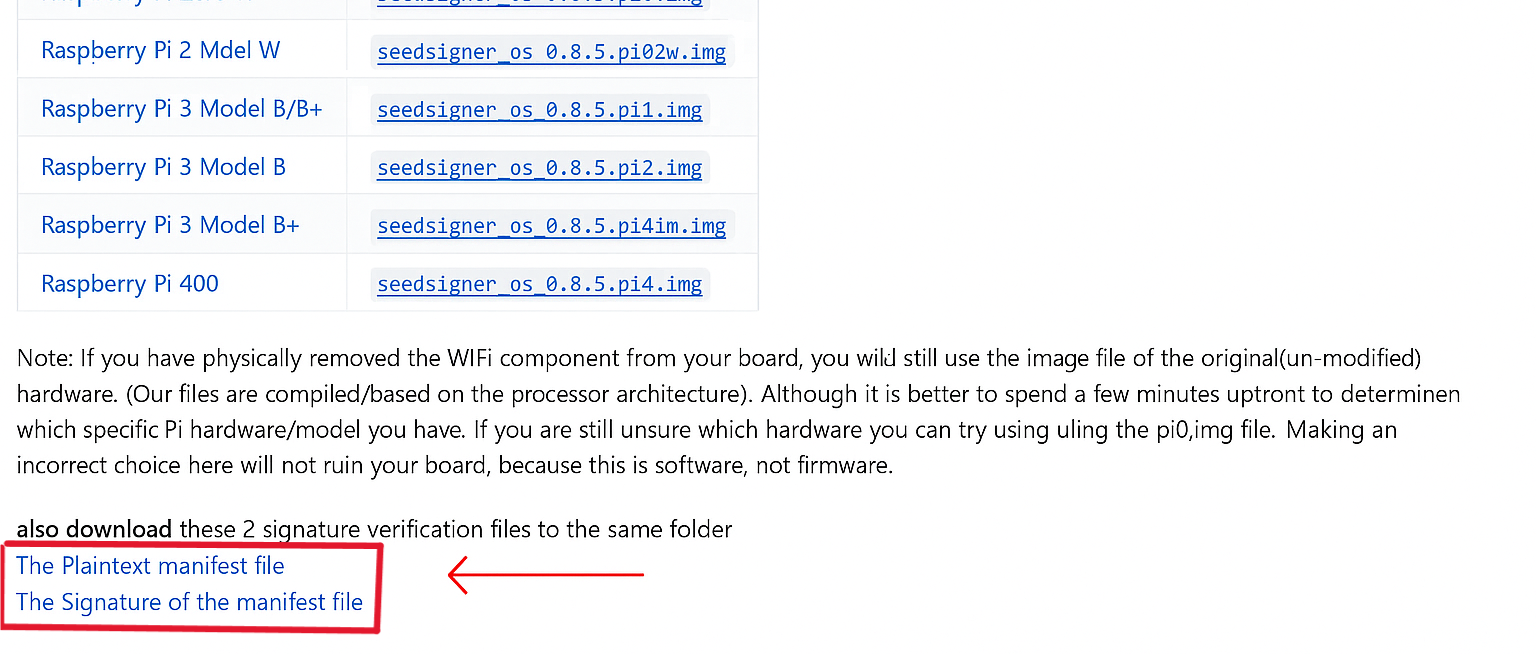 Raspberry Pi 2 Mdel W seedsigner_os_0.8.5.pi02w.img
Raspberry Pi 3 Model B/B+ seedsigner_os_0.8.5.pi1.img
Raspberry Pi 3 Model B seedsigner_os_0.8.5.pi2.img
Raspberry Pi 3 Model B+ seedsigner_os_0.8.5.pi4im.img
Raspberry Pi 400 seedsigner_os_0.8.5.pi4.img
Note: If you have physically removed the WIFi component from your board, you wild still use the image file of the original(un-modified)
hardware. (Our files are compiled/based on the processor architecture). Although it is better to spend a few minutes uptront to determinen
which specific Pi hardware/model you have. If you are still unsure which hardware you can try using uling the pi0,img file. Making an
incorrect choice here will not ruin your board, because this is software, not firmware.
also download these 2 signature verification files to the same folder
The Plaintext manifest file
The Signature of the manifest file